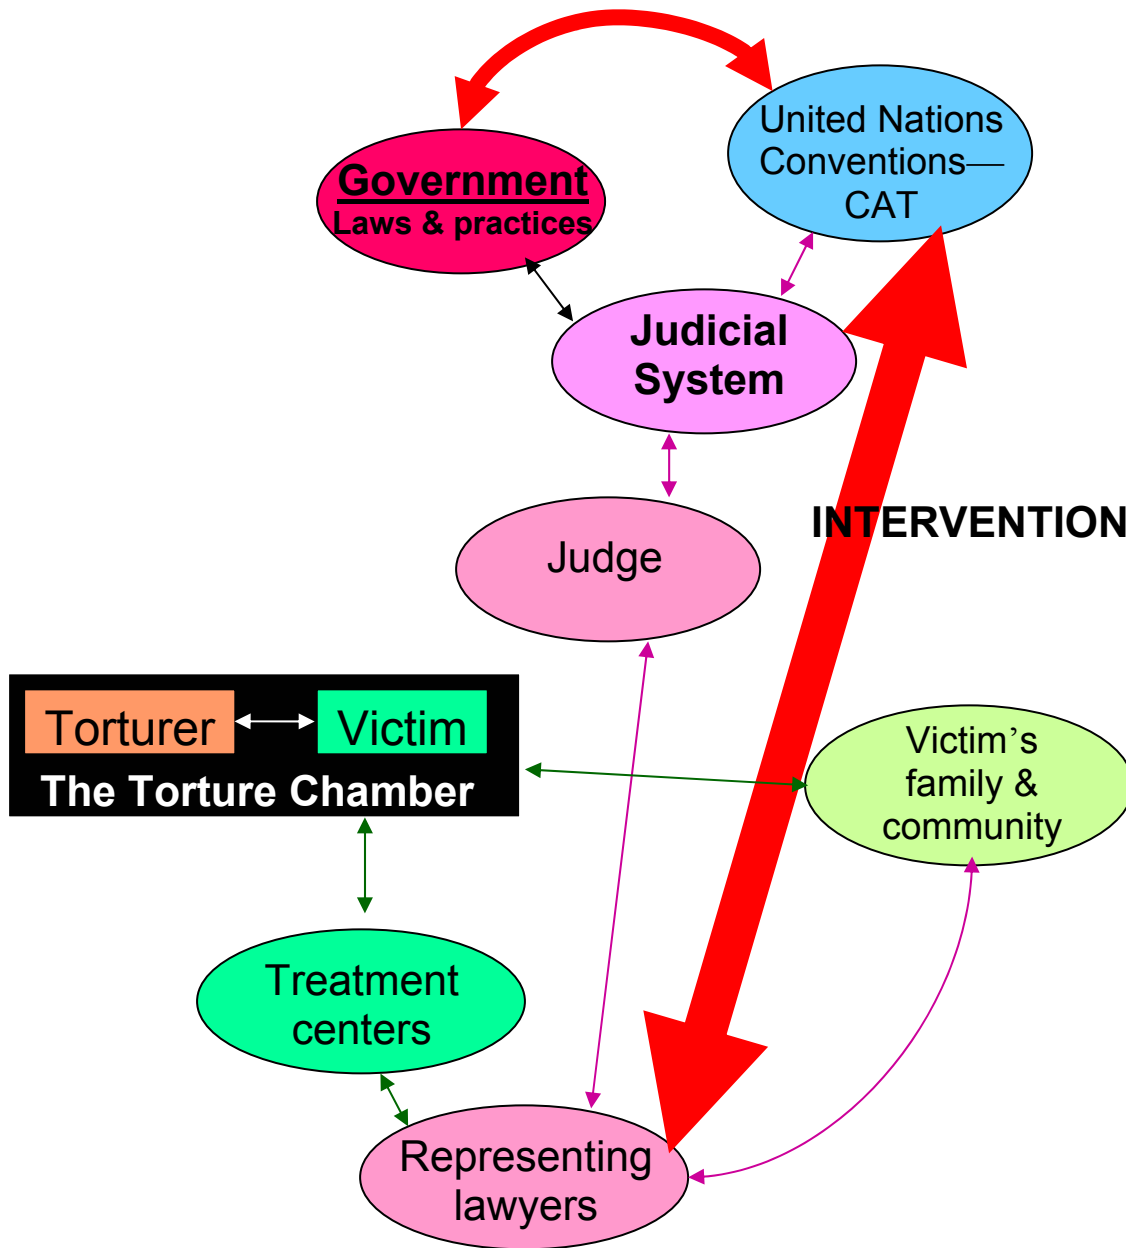 United Nations
Conventions—
CAT
Government
Laws & practices
Judicial
System
INTERVENTION
Judge
Torturer
Victim
The Torture Chamber
Victim’s
family &
community
Treatment
centers
Representing
lawyers